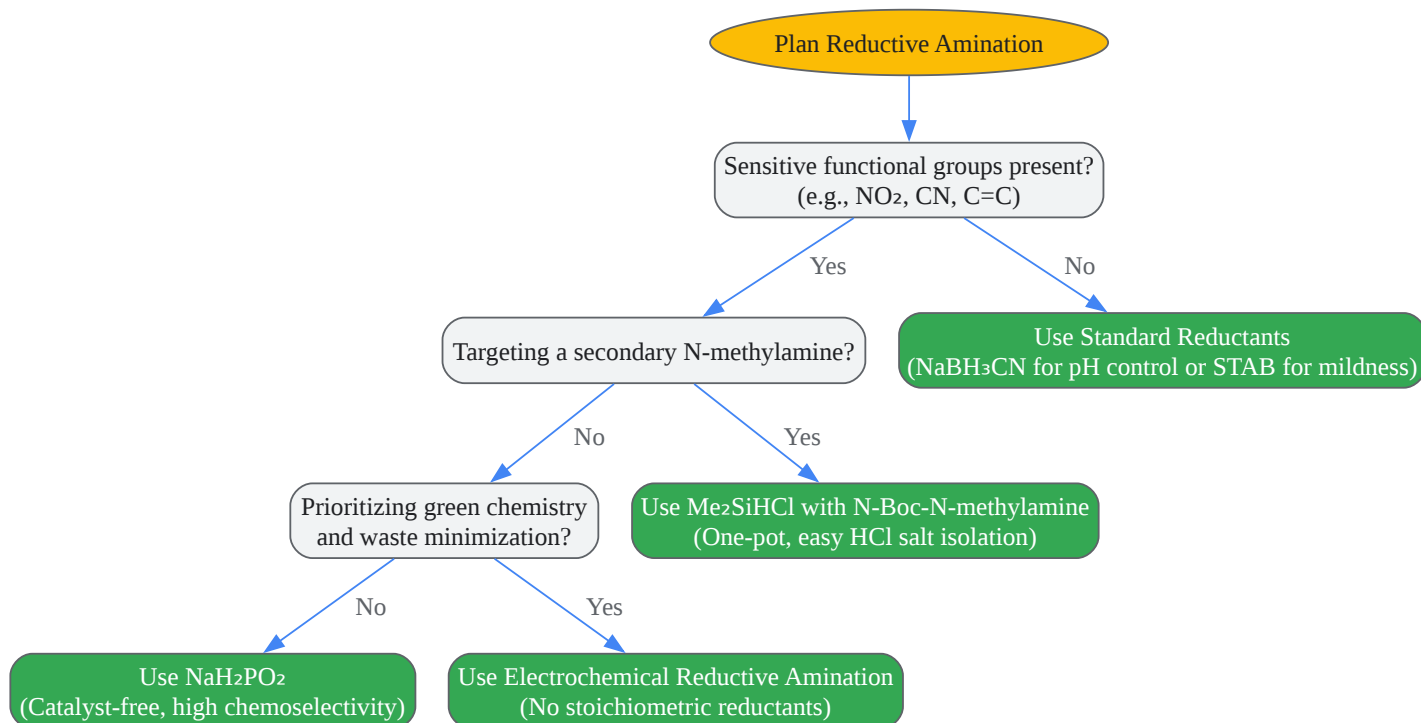 Plan Reductive Amination
Sensitive functional groups present?
(e.g., NO₂, CN, C=C)
Yes
No
Targeting a secondary N-methylamine?
Use Standard Reductants
(NaBH₃CN for pH control or STAB for mildness)
No
Yes
Prioritizing green chemistry
and waste minimization?
Use Me₂SiHCl with N-Boc-N-methylamine
(One-pot, easy HCl salt isolation)
No
Yes
Use NaH₂PO₂
(Catalyst-free, high chemoselectivity)
Use Electrochemical Reductive Amination
(No stoichiometric reductants)